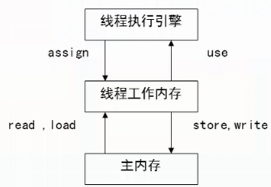 线程执行引擎
assign
use
线程工作内存
read ,load
store,write
主内存